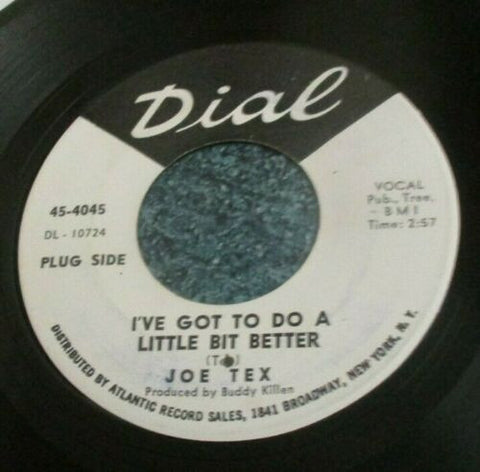 Dial
45-4045
DL - 10724
PLUG SIDE
VOCAL
Pub., Tree,
- BMI
Time: 2:57
I'VE GOT TO DO A
LITTLE BIT BETTER
JOE TEX
Produced by Buddy Killen
DISTRIBUTED BY ATLANTIC RECORD SALES, 1841 BROADWAY, NEW YORK, N. Y.